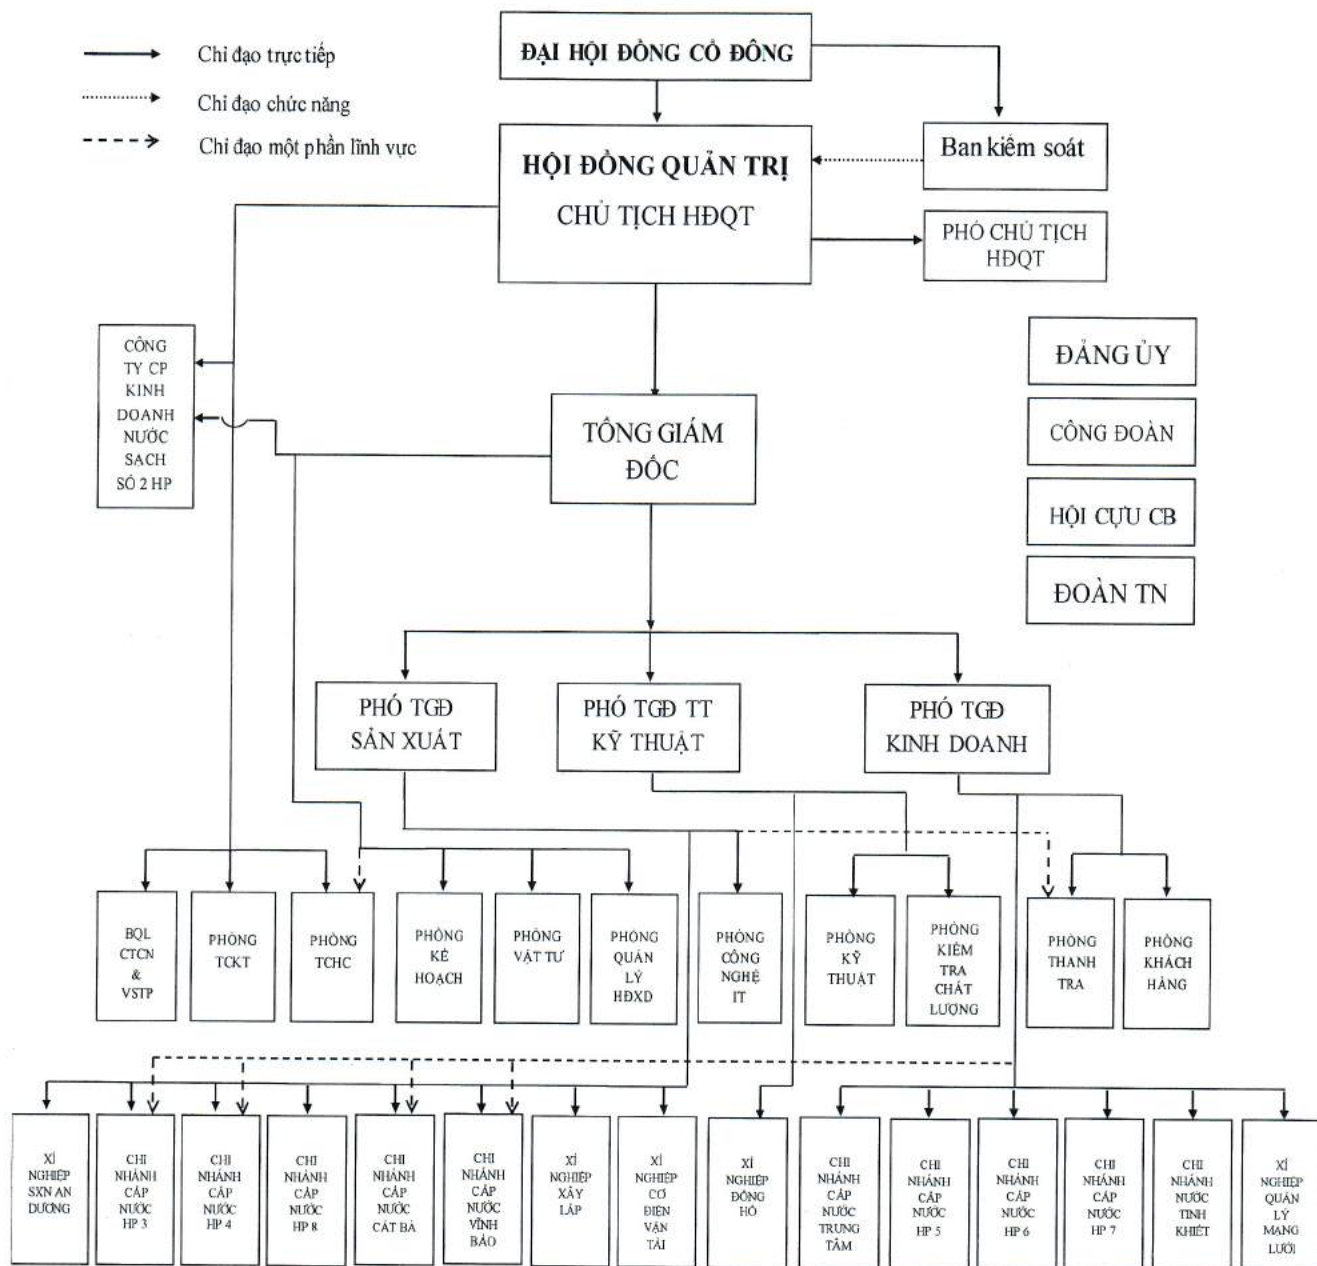 Chỉ đạo trực tiếp
Chỉ đạo chức năng
Chỉ đạo một phần lĩnh vực
ĐẠI HỘI ĐỒNG CỔ ĐÔNG
HỘI ĐỒNG QUẢN TRỊ
CHỦ TỊCH HĐQT
Ban kiểm soát
PHÓ CHỦ TỊCH
HĐQT
CÔNG
TY CP
KINH
DOANH
NƯỚC
SẠCH
SỐ 2 HP
TỔNG GIÁM
ĐỐC
ĐẢNG ỦY
CÔNG ĐOÀN
HỘI CỰU CB
ĐOÀN TN
PHÓ TGĐ
SẢN XUẤT
PHÓ TGĐ TT
KỸ THUẬT
PHÓ TGĐ
KINH DOANH
BQL
CTCN
&
VSTP
PHÒNG
TCKT
PHÒNG
TCHC
PHÒNG
KẾ
HOẠCH
PHÒNG
VẬT TƯ
PHÒNG
QUẢN
LÝ
HĐXD
PHÒNG
CÔNG
NGHỆ
IT
PHÒNG
KỸ
THUẬT
PHÒNG
KIỂM
TRA
CHẤT
LƯỢNG
PHÒNG
THANH
TRA
PHÒNG
KHÁCH
HÀNG
XÍ
NGHIỆP
SXN AN
DƯƠNG
CHI
NHÁNH
CẤP
NƯỚC
HP 3
CHI
NHÁNH
CẤP
NƯỚC
HP 4
CHI
NHÁNH
CẤP
NƯỚC
HP 8
CHI
NHÁNH
CẤP
NƯỚC
CÁT BÀ
CHI
NHÁNH
CẤP
NƯỚC
VĨNH
BẢO
XÍ
NGHIỆP
XÂY
LẮP
XÍ
NGHIỆP
CƠ
ĐIỆN
VẬN
TẢI
XÍ
NGHIỆP
ĐỒNG
HỒ
CHI
NHÁNH
CẤP
NƯỚC
TRUNG
TÂM
CHI
NHÁNH
CẤP
NƯỚC
HP 5
CHI
NHÁNH
CẤP
NƯỚC
HP 6
CHI
NHÁNH
CẤP
NƯỚC
HP 7
CHI
NHÁNH
NƯỚC
TINH
KHIẾT
XÍ
NGHIỆP
QUẢN
LÝ
MẠNG
LƯỚI